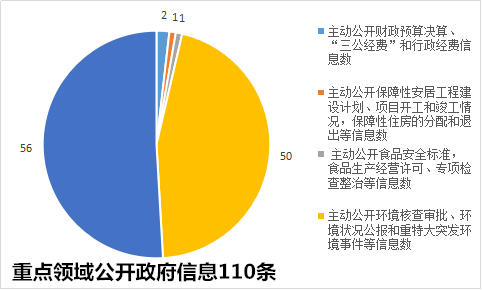 2
1
1
56
50
主动公开财政预算决算、
“三公经费”和行政经费信
息数
主动公开保障性安居工程建
设计划、项目开工和竣工情
况，保障性住房的分配和退
出等信息数
主动公开食品安全标准，
食品生产经营许可、专项检
查整治等信息数
主动公开环境核查审批、环
境状况公报和重特大突发环
境事件等信息数
重点领域公开政府信息110条